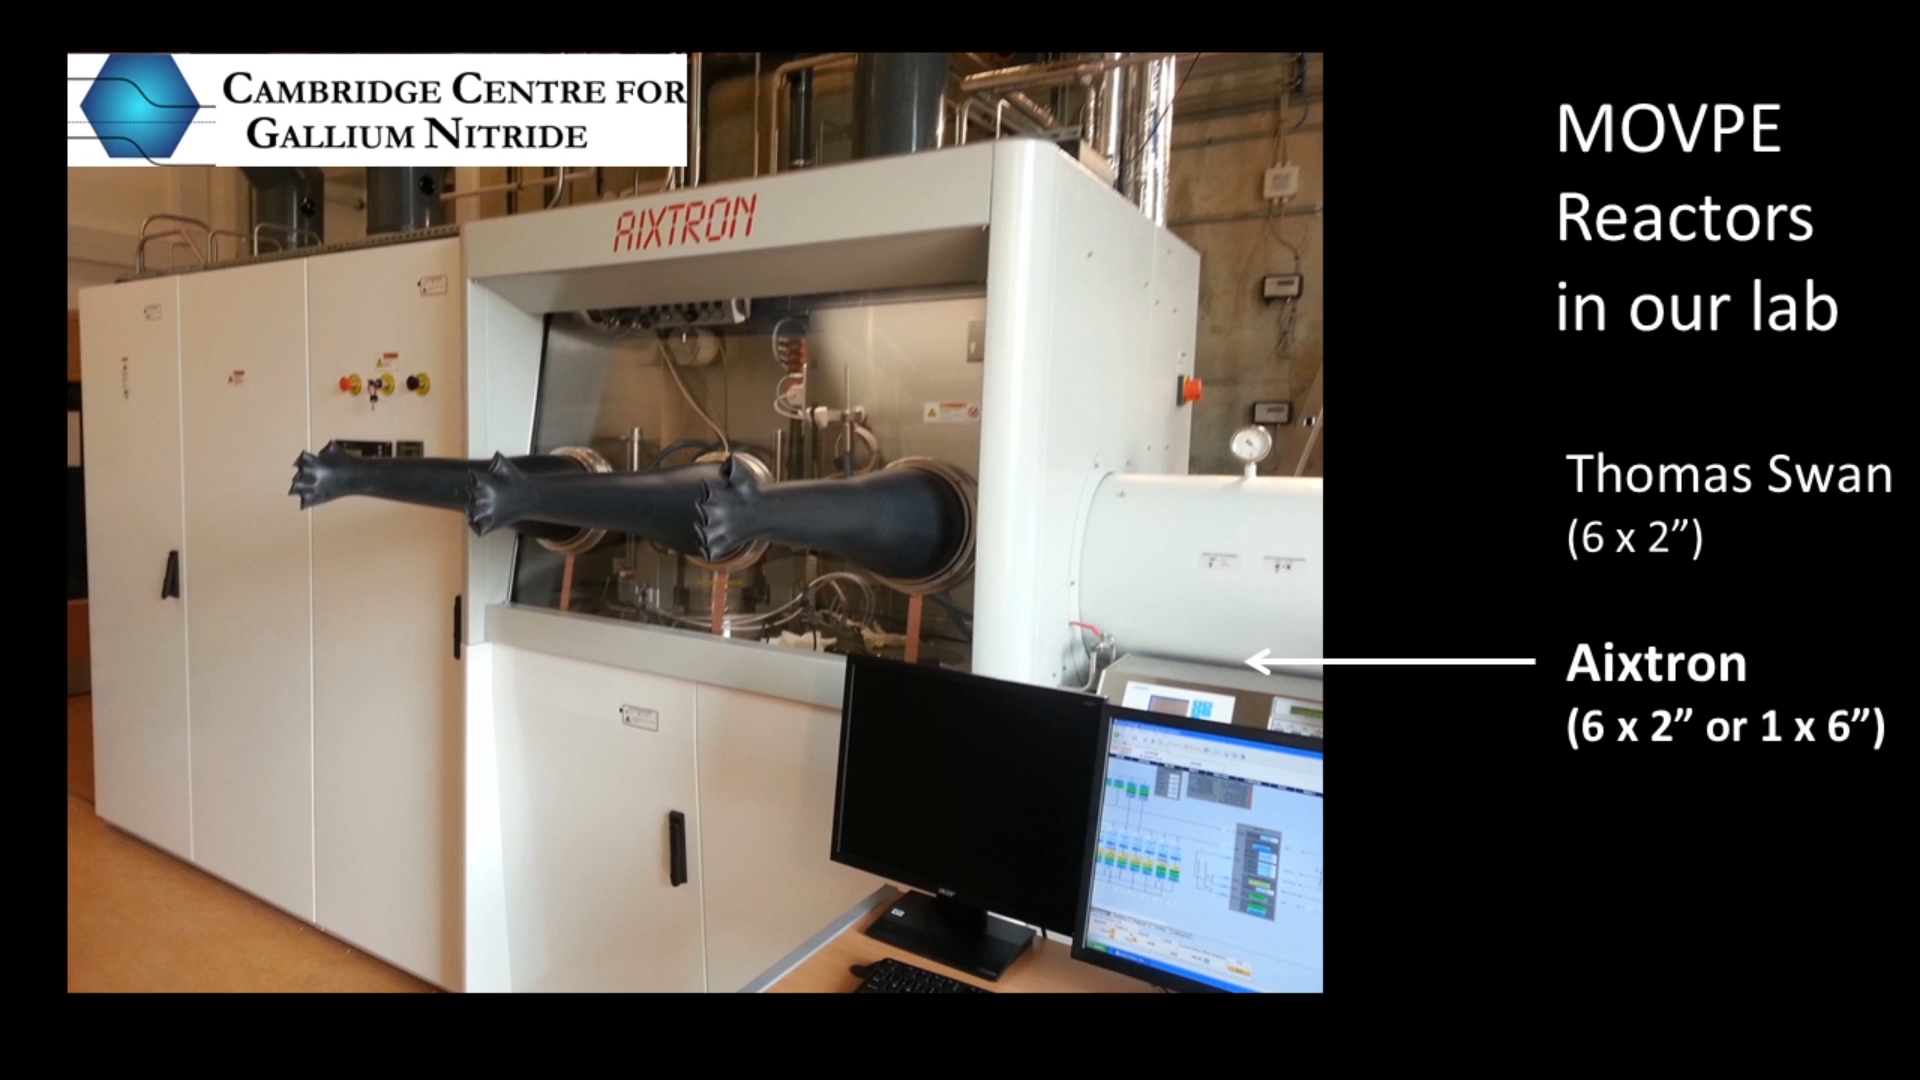 CAMBRIDGE CENTRE FOR
GALLIUM NITRIDE
AIXTRON
MOVPE
Reactors
in our lab
Thomas Swan
(6 x 2”)
Aixtron
(6 x 2” or 1 x 6”)
acer